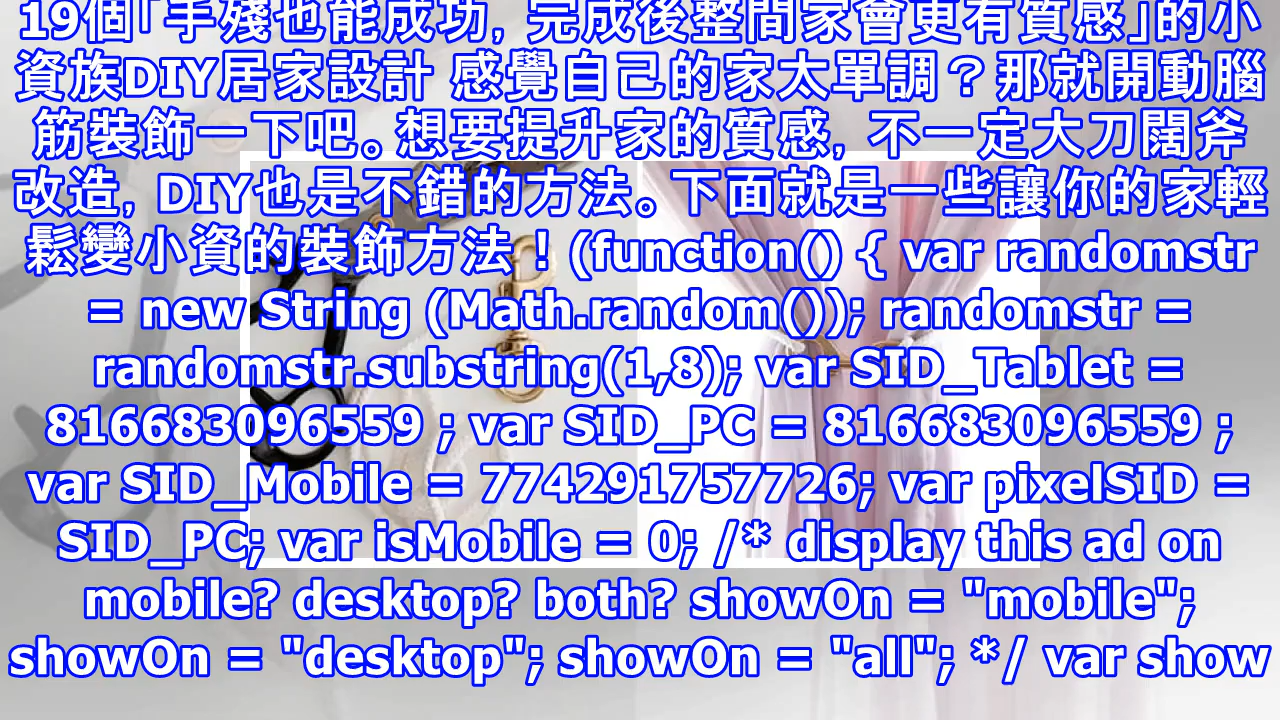 19個「手殘也能成功，完成後整間家會更有質感」的小
資族DIY居家設計 感覺自己的家太單調？那就開動腦
筋裝飾一下吧。想要提升家的質感，不一定大刀闊斧
改造，DIY也是不錯的方法。下面就是一些讓你的家輕
鬆變小資的裝飾方法！(function() { var randomstr
= new String (Math.random()); randomstr =
randomstr.substring(1,8); var SID_Tablet =
816683096559 ; var SID_PC = 816683096559 ;
var SID_Mobile = 774291757726; var pixelSID =
SID_PC; var isMobile = 0; /* display this ad on
mobile? desktop? both? showOn = "mobile";
showOn = "desktop"; showOn = "all"; */ var show